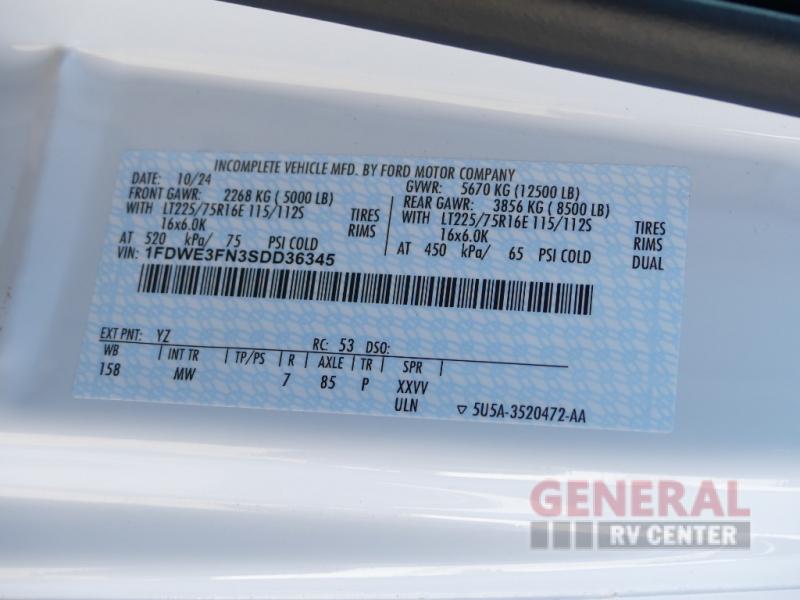 INCOMPLETE VEHICLE MFD. BY FORD MOTOR COMPANY
DATE: 10/24 GVWR: 5670 KG (12500 LB)
FRONT GAWR: 2268 KG ( 5000 LB) REAR GAWR: 3856 KG ( 8500 LB)
WITH LT225/75R16E 115/112S TIRES WITH LT225/75R16E 115/112S TIRES
16x6.0K RIMS 16x6.0K RIMS
AT 520 kPa/ 75 PSI COLD AT 450 kPa/ 65 PSI COLD DUAL
VIN: 1FDWE3FN3SDD36345
EXT PNT: YZ RC: 53 DSO:
WB INT TR TP/PS R AXLE TR SPR
158 MW 7 85 P XXVV
ULN ▽ 5U5A-3520472-AA
GENERAL
RV CENTER